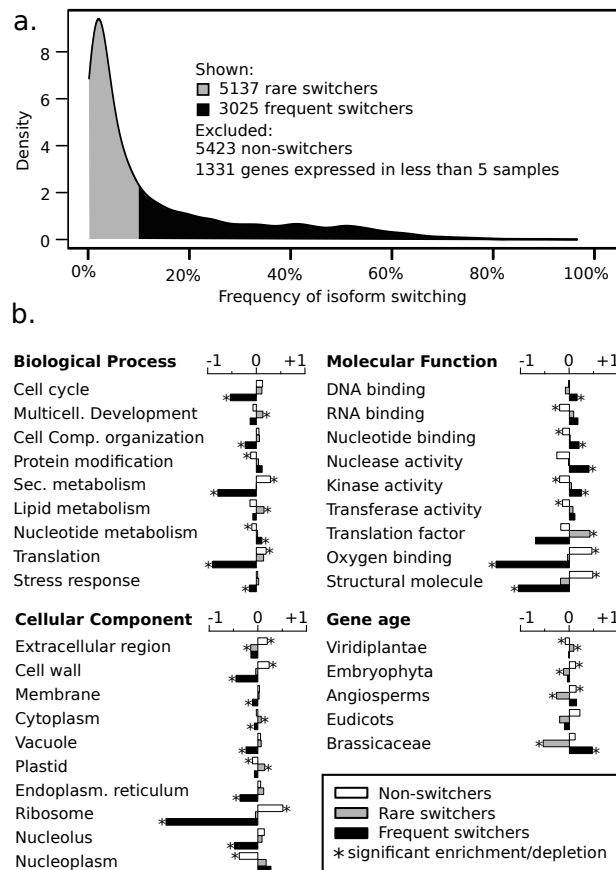 a.
Density
8
6
4
2
0
Shown:
5137 rare switchers
3025 frequent switchers
Excluded:
5423 non-switchers
1331 genes expressed in less than 5 samples
0%
20%
40%
60%
80%
100%
Frequency of isoform switching
b.
Biological Process
-1 0 +1
Cell cycle *
Multicell. Development *
Cell Comp. organization *
Protein modification *
Sec. metabolism * *
Lipid metabolism *
Nucleotide metabolism * *
Translation * *
Stress response *
Molecular Function
-1 0 +1
DNA binding *
RNA binding *
Nucleotide binding * *
Nuclease activity *
Kinase activity * *
Transferase activity *
Translation factor *
Oxygen binding * *
Structural molecule * *
Cellular Component
-1 0 +1
Extracellular region * *
Cell wall * *
Membrane *
Cytoplasm * *
Vacuole *
Plastid * *
Endoplasm. reticulum *
Ribosome * *
Nucleolus *
Nucleoplasm *
Gene age
-1 0 +1
Viridiplantae * *
Embryophyta * *
Angiosperms * *
Eudicots
Brassicaceae * *
Non-switchers
Rare switchers
Frequent switchers
* significant enrichment/depletion